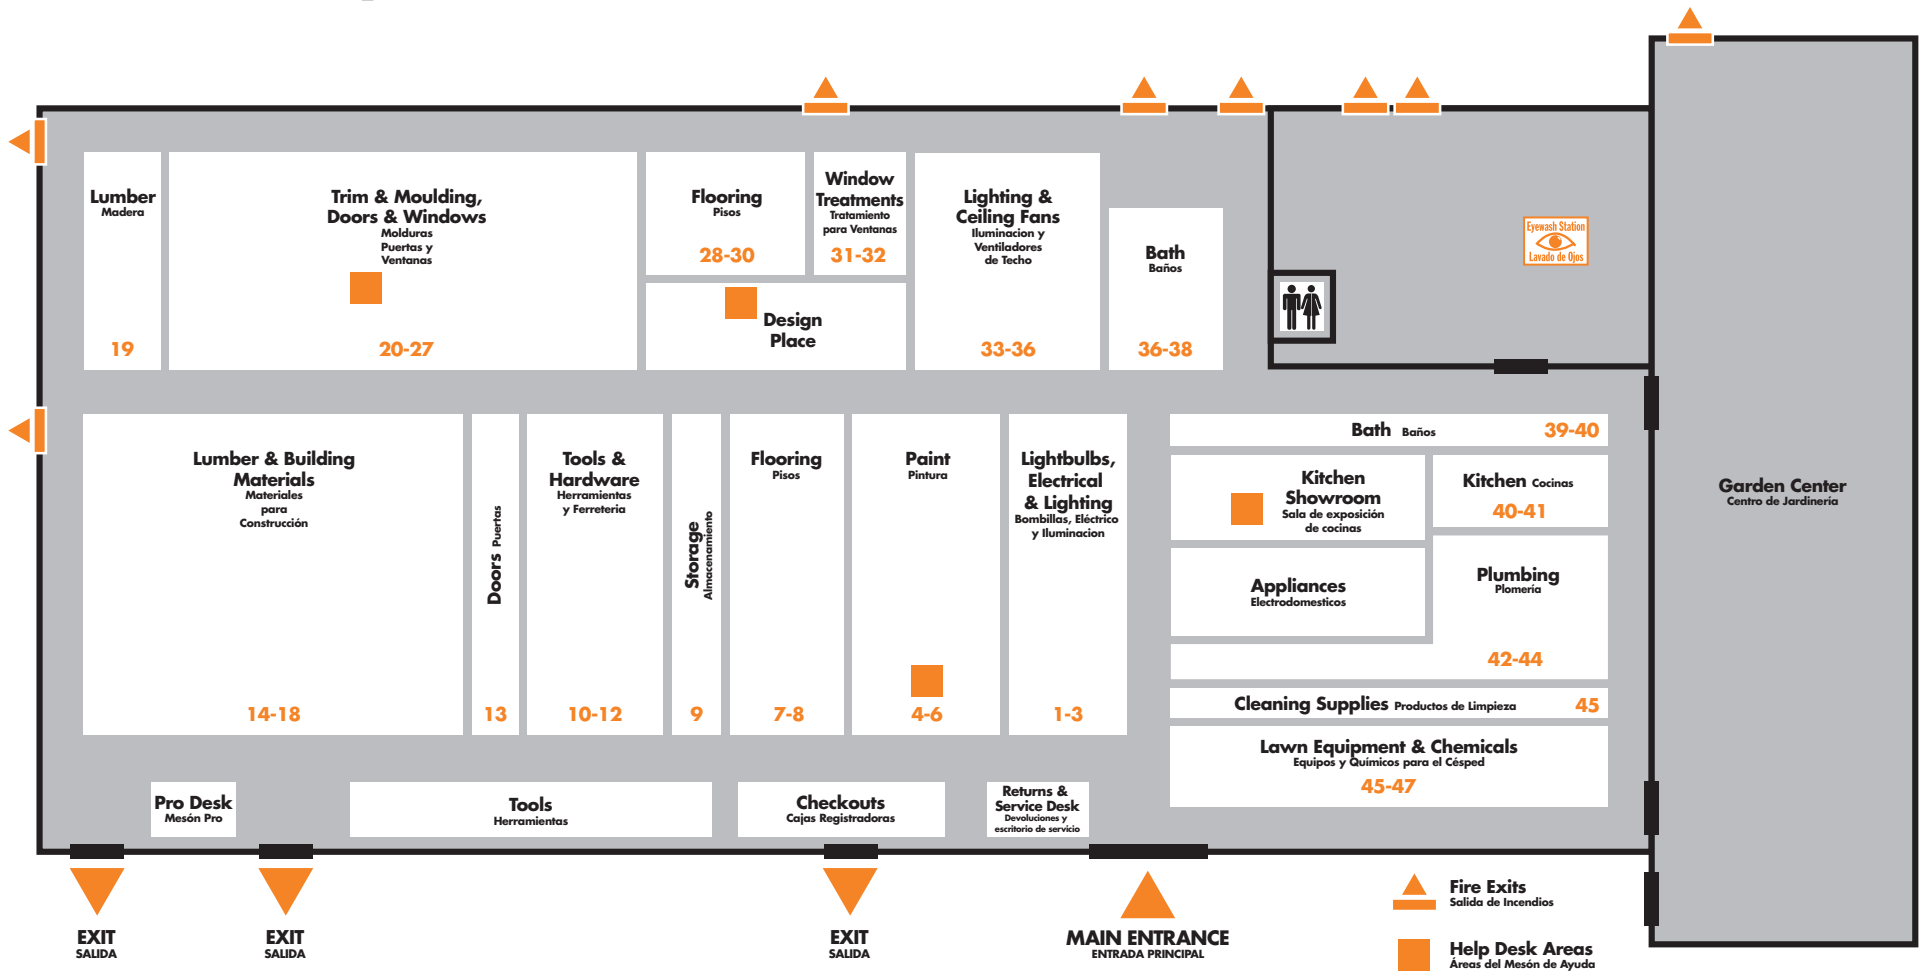 Lumber
Madera
19
Trim & Moulding,
Doors & Windows
Molduras
Puertas y
Ventanas
20-27
Flooring
Pisos
28-30
Window
Treatments
Tratamiento
para Ventanas
31-32
Design
Place
Lighting &
Ceiling Fans
Iluminacion y
Ventiladores
de Techo
33-36
Bath
Baños
36-38
Eyewash Station
Lavado de Ojos
Lumber & Building
Materials
Materiales
para
Construcción
14-18
Doors Puertas
13
Tools &
Hardware
Herramientas
y Ferreteria
10-12
Storage
Almacenamiento
9
Flooring
Pisos
7-8
Paint
Pintura
4-6
Lightbulbs,
Electrical
& Lighting
Bombillas, Eléctrico
y Iluminacion
1-3
Bath Baños 39-40
Kitchen
Showroom
Sala de exposición
de cocinas
Kitchen Cocinas
40-41
Appliances
Electrodomesticos
Plumbing
Plomería
42-44
Cleaning Supplies Productos de Limpieza 45
Lawn Equipment & Chemicals
Equipos y Químicos para el Césped
45-47
Garden Center
Centro de Jardinería
Pro Desk
Mesón Pro
Tools
Herramientas
Checkouts
Cajas Registradoras
Returns &
Service Desk
Devoluciones y
escritorio de servicio
EXIT
SALIDA
EXIT
SALIDA
EXIT
SALIDA
MAIN ENTRANCE
ENTRADA PRINCIPAL
Fire Exits
Salida de Incendios
Help Desk Areas
Áreas del Mesón de Ayuda